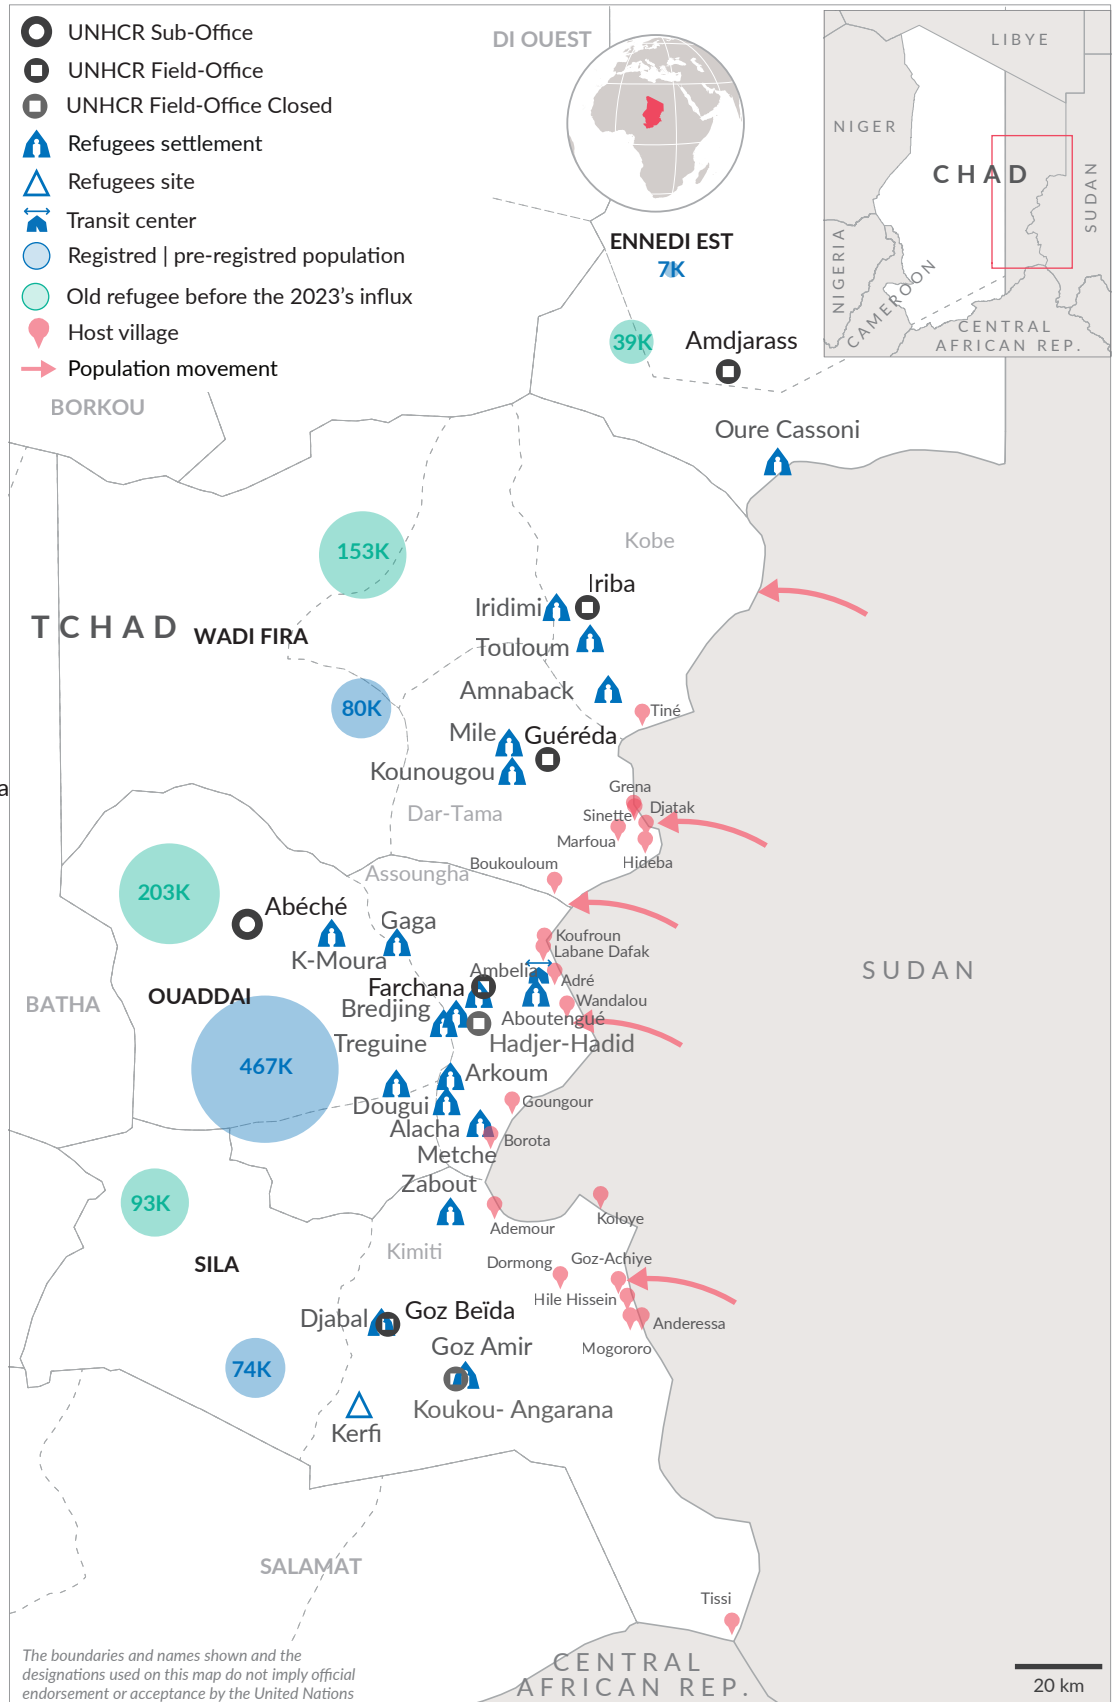 UNHCR Sub-Office
UNHCR Field-Office
UNHCR Field-Office Closed
Refugees settlement
Refugees site
Transit center
Registred | pre-registred population
Old refugee before the 2023's influx
Host village
Population movement
DI OUEST
LIBYE
NIGER
CHAD
SUDAN
NIGERIA
CAMEROON
CENTRAL
AFRICAN REP.
ENNEDI EST
7K
39K
Amdjarass
BORKOU
Oure Cassoni
153K
Kobe
Iriba
Iridimi
TCHAD
WADI FIRA
Touloum
Amnaback
80K
Tiné
Mile
Guéréda
Kounougou
a
Grena
Djatak
Sinette
Dar-Tama
Marfoua
Hideba
Boukouloum
Assoungha
203K
Abéché
Gaga
Koufroun
Labane Dafak
K-Moura
Ambelia
SUDAN
Adré
Farchana
OUADDAI
BATHA
Wandalou
Bredjing
Aboutengué
Treguine
Hadjer-Hadid
467K
Arkoum
Dougui
Goungour
Alacha
Borota
Metche
Zabout
93K
Koloye
Ademour
Kimiti
SILA
Dormong
Goz-Achiye
Hile Hissein
Djabal
Goz Beïda
Anderessa
Goz Amir
Mogororo
74K
Koukou- Angarana
Kerfi
SALAMAT
Tissi
The boundaries and names shown and the
designations used on this map do not imply official
endorsement or acceptance by the United Nations
CENTRAL
AFRICAN REP.
20 km